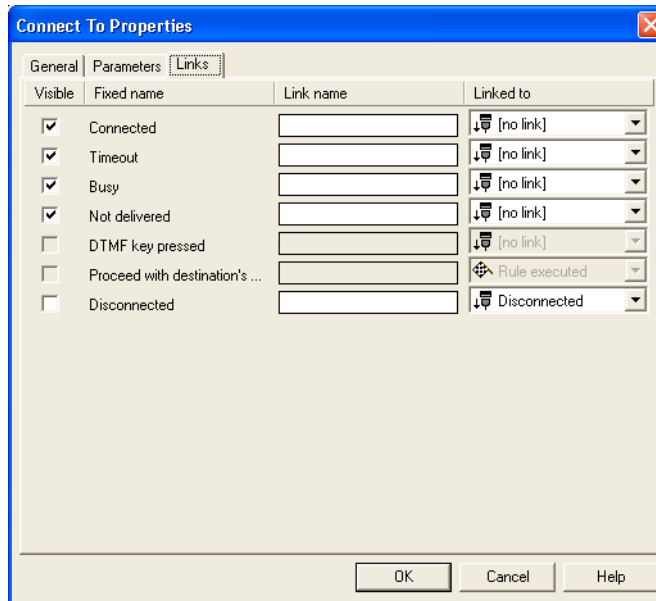 Connect To Properties
General Parameters Links
Visible Fixed name Link name Linked to
Connected [no link]
Timeout [no link]
Busy [no link]
Not delivered [no link]
DTMF key pressed [no link]
Proceed with destination's ... Rule executed
Disconnected Disconnected
OK Cancel Help